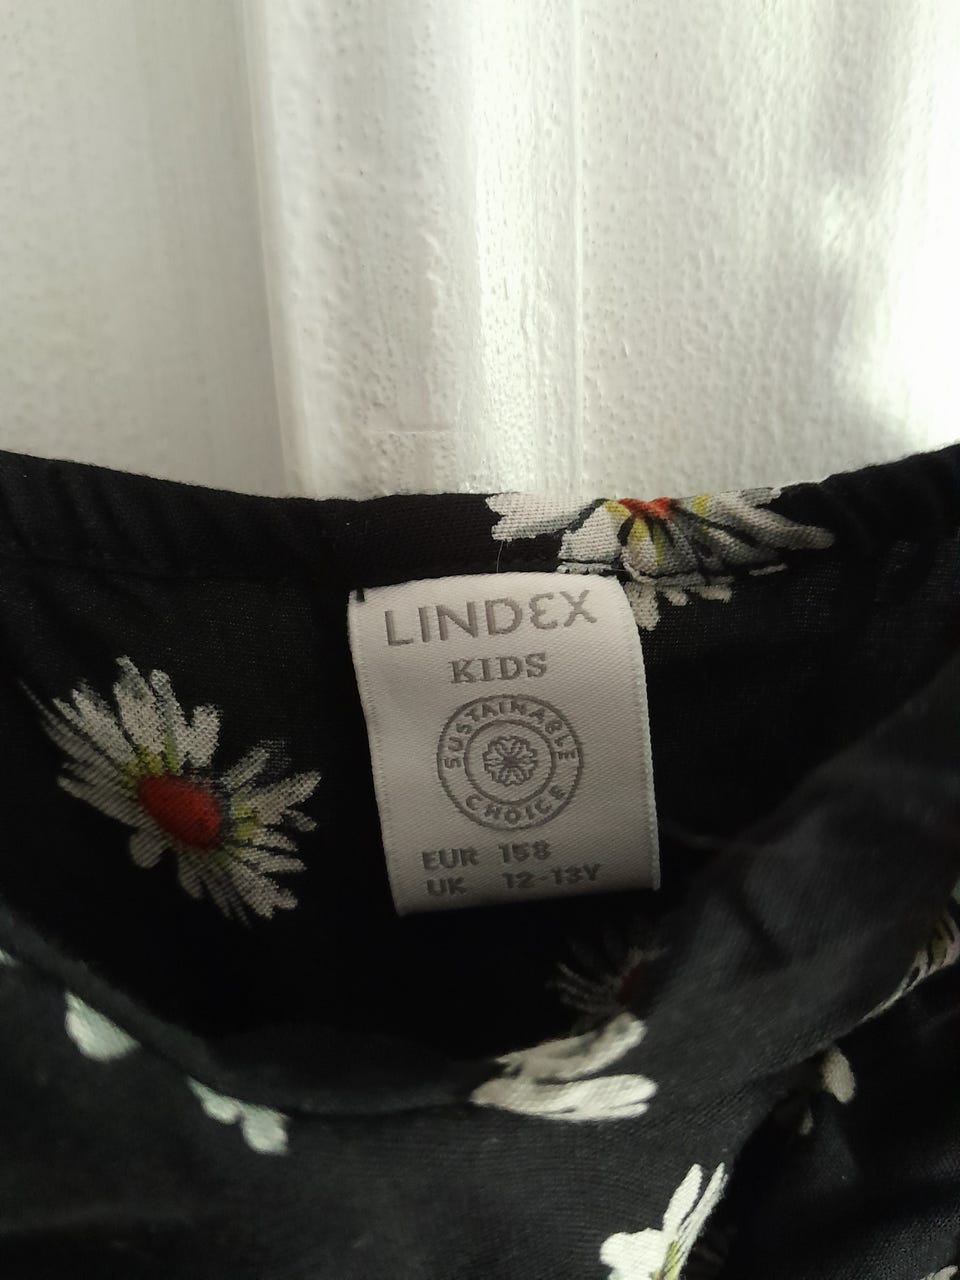 LINDEX
KIDS
SUSTAINABLE
CHOICE
EUR 158
UK 12-13Y